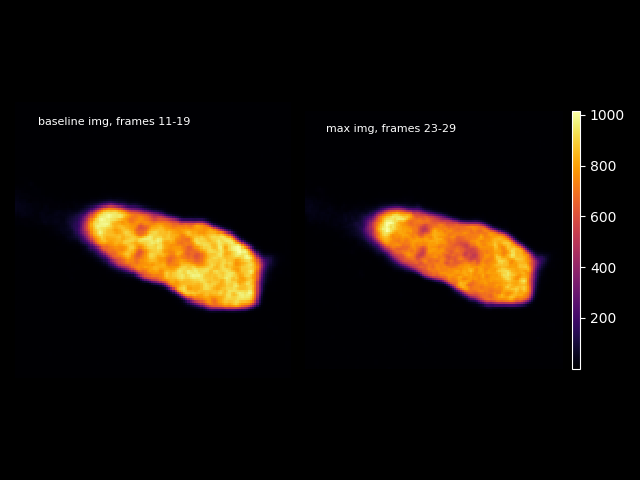 baseline img, frames 11-19
max img, frames 23-29
1000
800
600
400
200